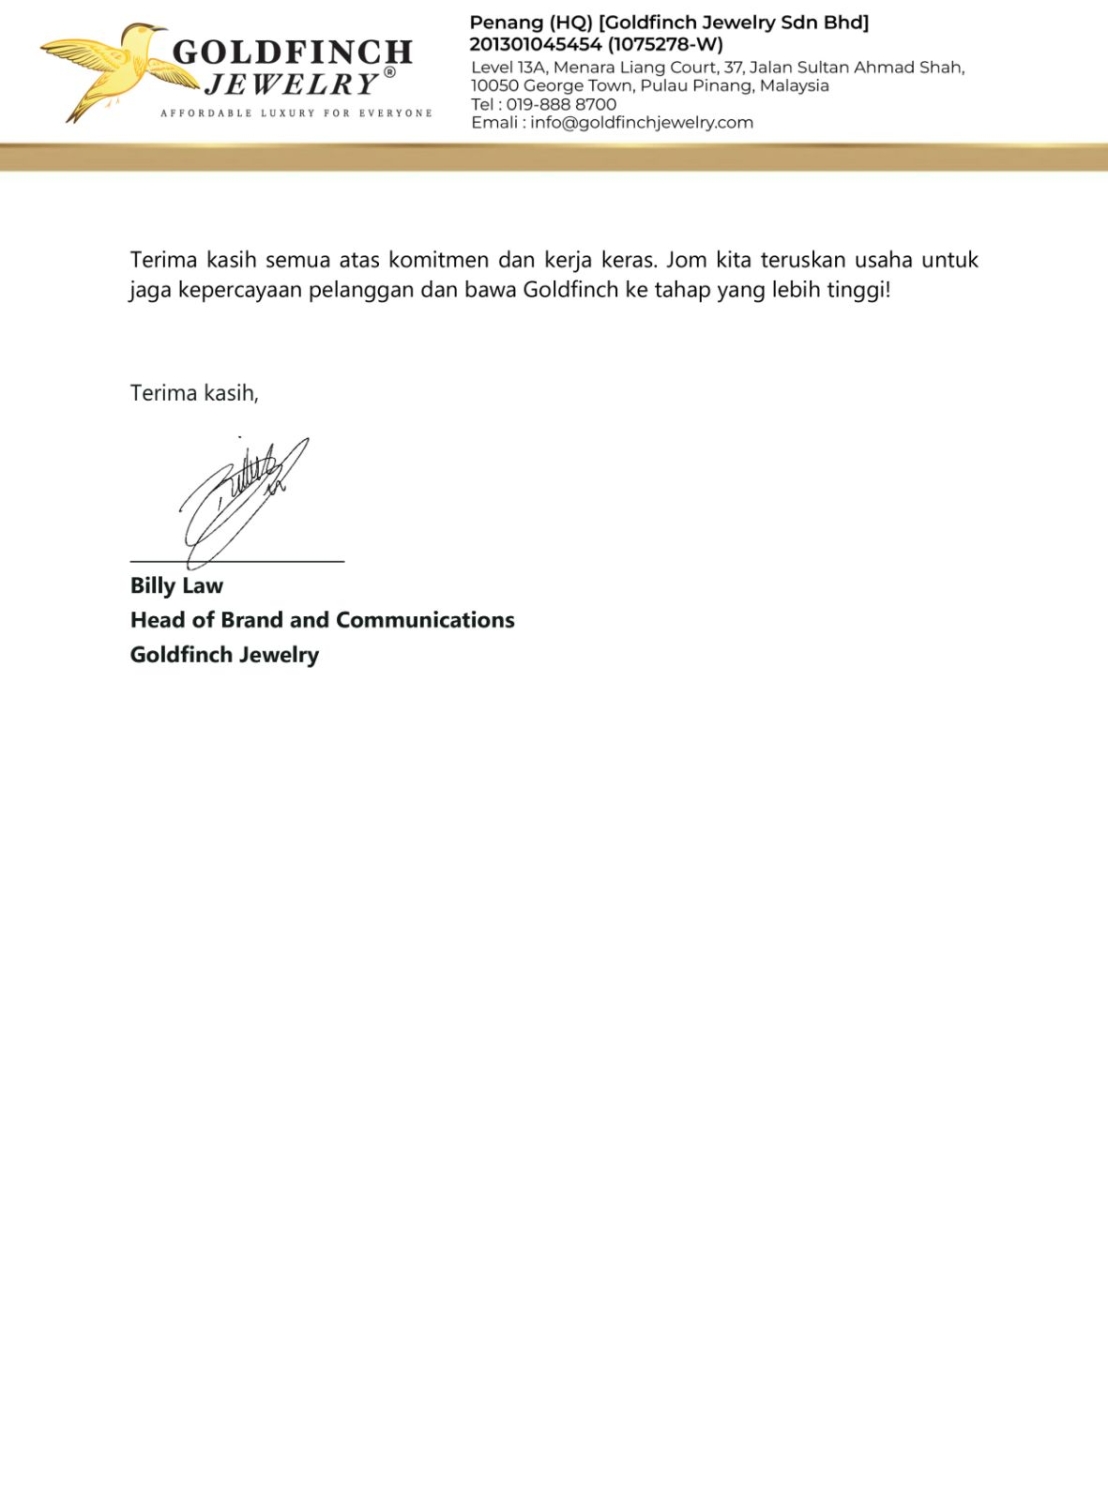 GOLDFINCH
JEWELRY®
AFFORDABLE LUXURY FOR EVERYONE
Penang (HQ) [Goldfinch Jewelry Sdn Bhd]
201301045454 (1075278-W)
Level 13A, Menara Liang Court, 37, Jalan Sultan Ahmad Shah,
10050 George Town, Pulau Pinang, Malaysia
Tel : 019-888 8700
Emali : info@goldfinchjewelry.com
Terima kasih semua atas komitmen dan kerja keras. Jom kita teruskan usaha untuk
jaga kepercayaan pelanggan dan bawa Goldfinch ke tahap yang lebih tinggi!
Terima kasih,
Billy Law
Head of Brand and Communications
Goldfinch Jewelry